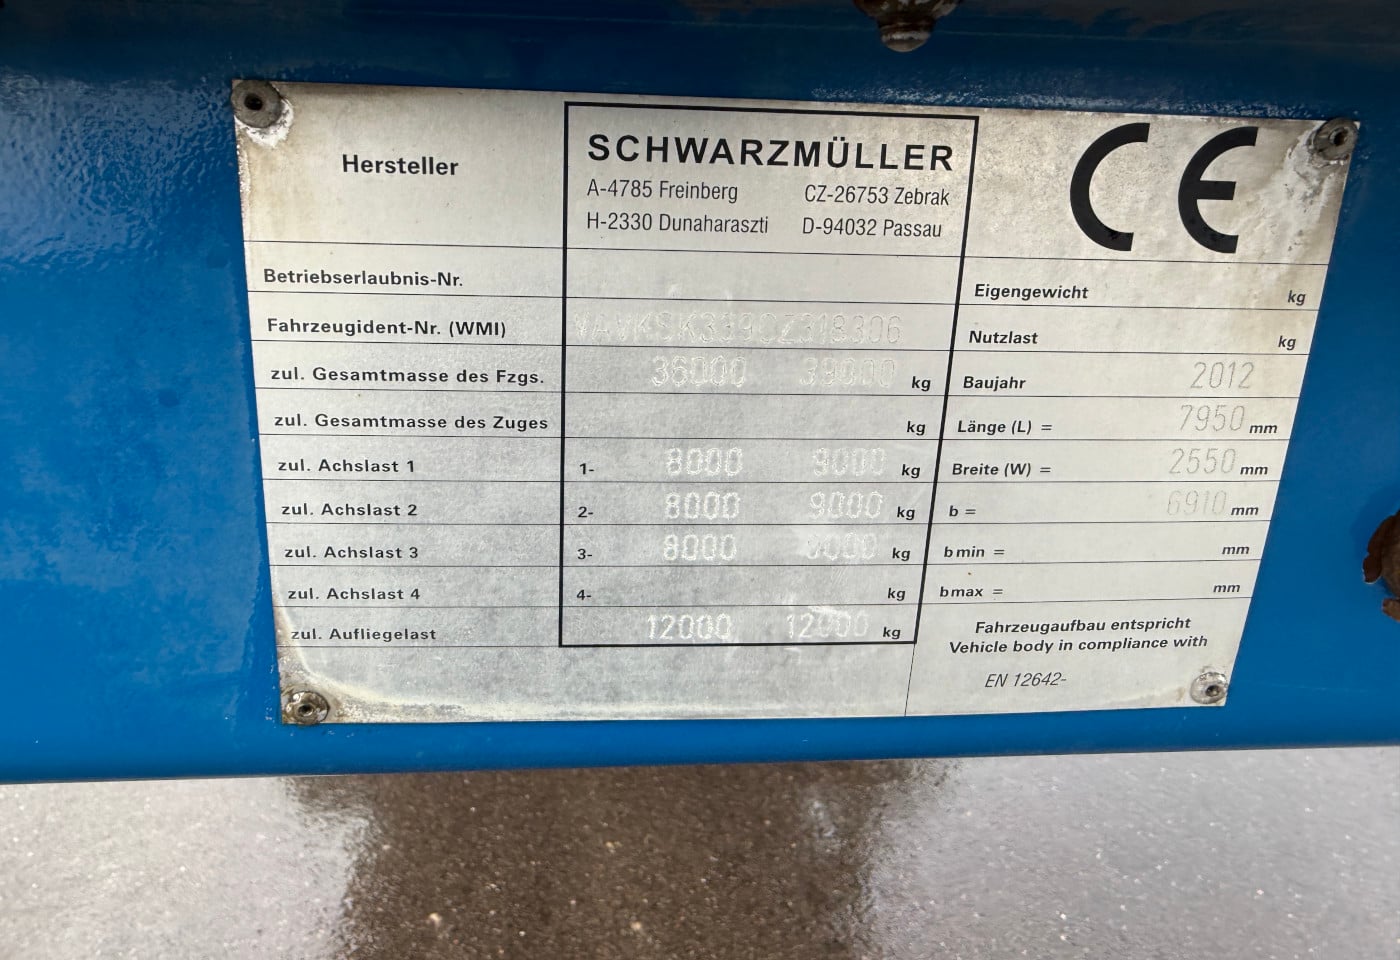 Hersteller
SCHWARZMÜLLER
A-4785 Freinberg CZ-26753 Zebrak
H-2330 Dunaharaszti D-94032 Passau
CE
Betriebserlaubnis-Nr.
Fahrzeugident-Nr. (WMI)
zul. Gesamtmasse des Fzgs. 36000 39000 kg
zul. Gesamtmasse des Zuges kg
zul. Achslast 1 1- 8000 9000 kg
zul. Achslast 2 2- 8000 9000 kg
zul. Achslast 3 3- 8000 kg
zul. Achslast 4 4- kg
zul. Aufliegelast 12000 12000 kg
Eigengewicht kg
Nutzlast kg
Baujahr 2012
Länge (L) = 7950 mm
Breite (W) = 2550 mm
b = 6910 mm
b min = mm
b max = mm
Fahrzeugaufbau entspricht
Vehicle body in compliance with
EN 12642-